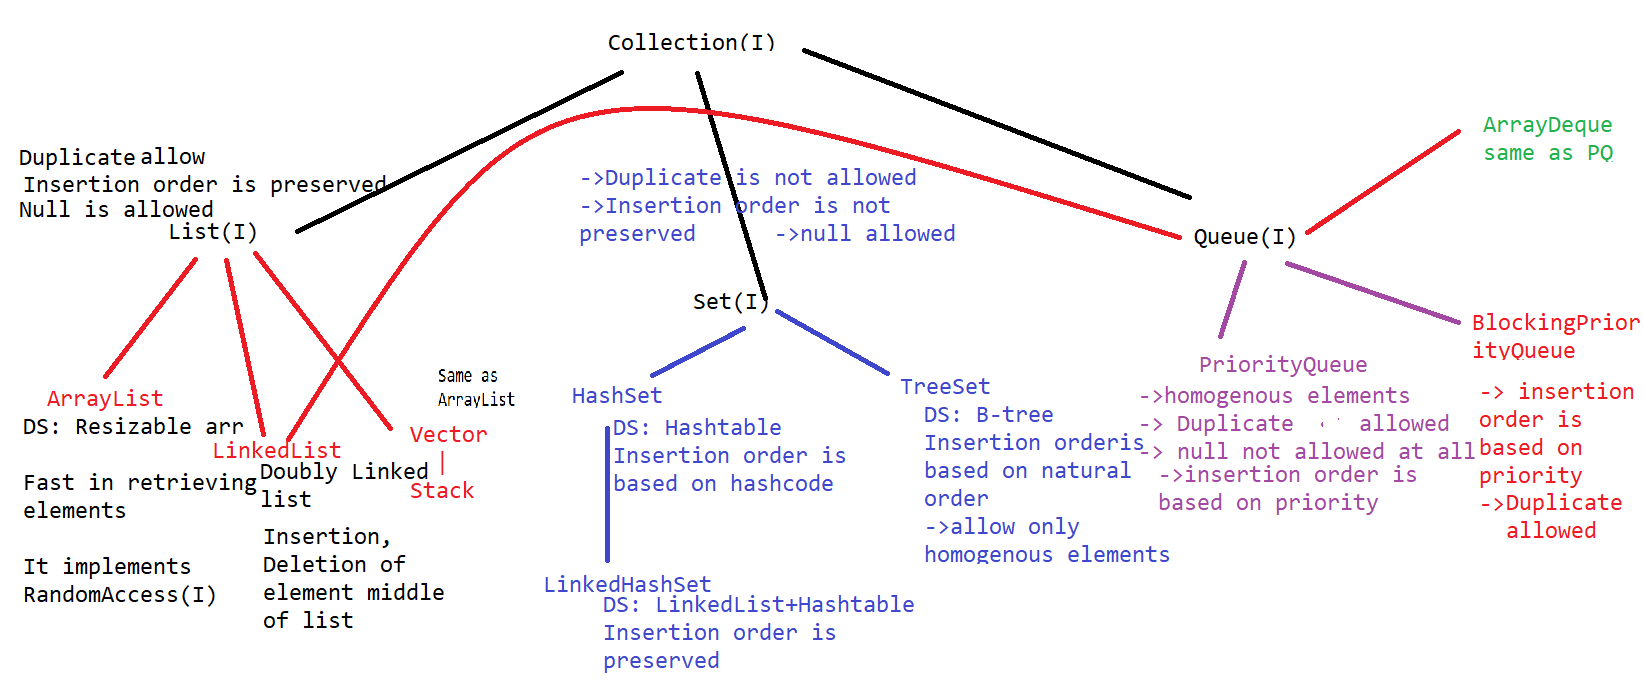 Collection(I)
ArrayDeque
same as PQ
Duplicate allow
Insertion order is preserved
Null is allowed
List(I)
->Duplicate is not allowed
->Insertion order is not
preserved ->null allowed
Queue(I)
Set(I)
ArrayList
DS: Resizable arr
Fast in retrieving
elements
It implements
RandomAccess(I)
LinkedList
Doubly Linked
list
Insertion,
Deletion of
element middle
of list
Same as
ArrayList
Vector
|
Stack
HashSet
DS: Hashtable
Insertion order is
based on hashcode
LinkedHashSet
DS: LinkedList+Hashtable
Insertion order is
preserved
TreeSet
DS: B-tree
Insertion orderis
based on natural
order
->allow only
homogenous elements
PriorityQueue
->homogenous elements
-> Duplicate allowed
-> null not allowed at all
->insertion order is
based on priority
BlockingPrior
ityQueue
-> insertion
order is
based on
priority
->Duplicate
allowed